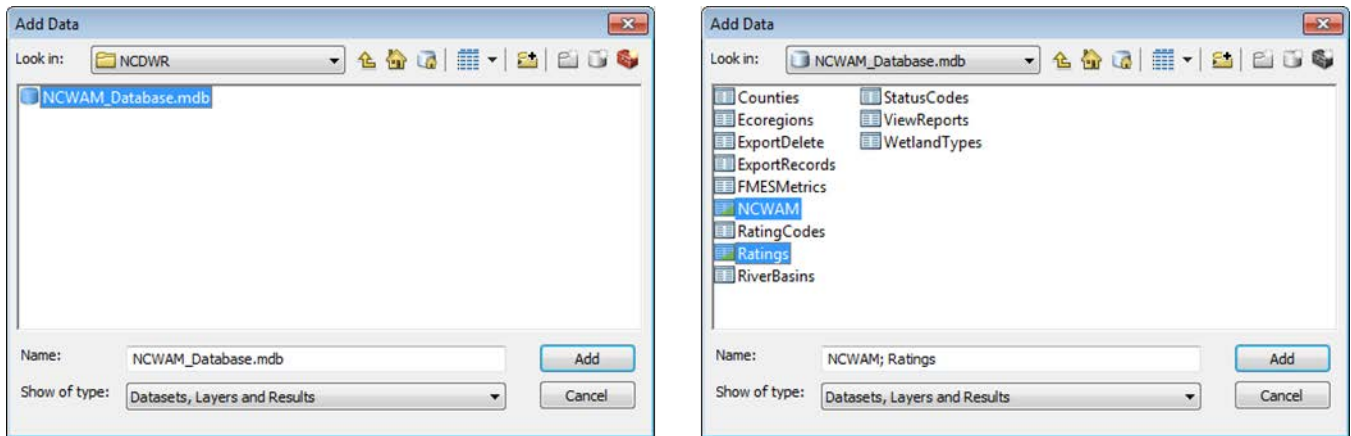 Add Data
Look in:
NCDWR
NCWAM_Database.mdb
Name:
NCWAM_Database.mdb
Add
Show of type:
Datasets, Layers and Results
Cancel
Add Data
Look in:
NCWAM_Database.mdb
Counties
Ecoregions
ExportDelete
ExportRecords
FMESMetrics
NCWAM
RatingCodes
Ratings
RiverBasins
StatusCodes
ViewReports
WetlandTypes
Name:
NCWAM; Ratings
Add
Show of type:
Datasets, Layers and Results
Cancel